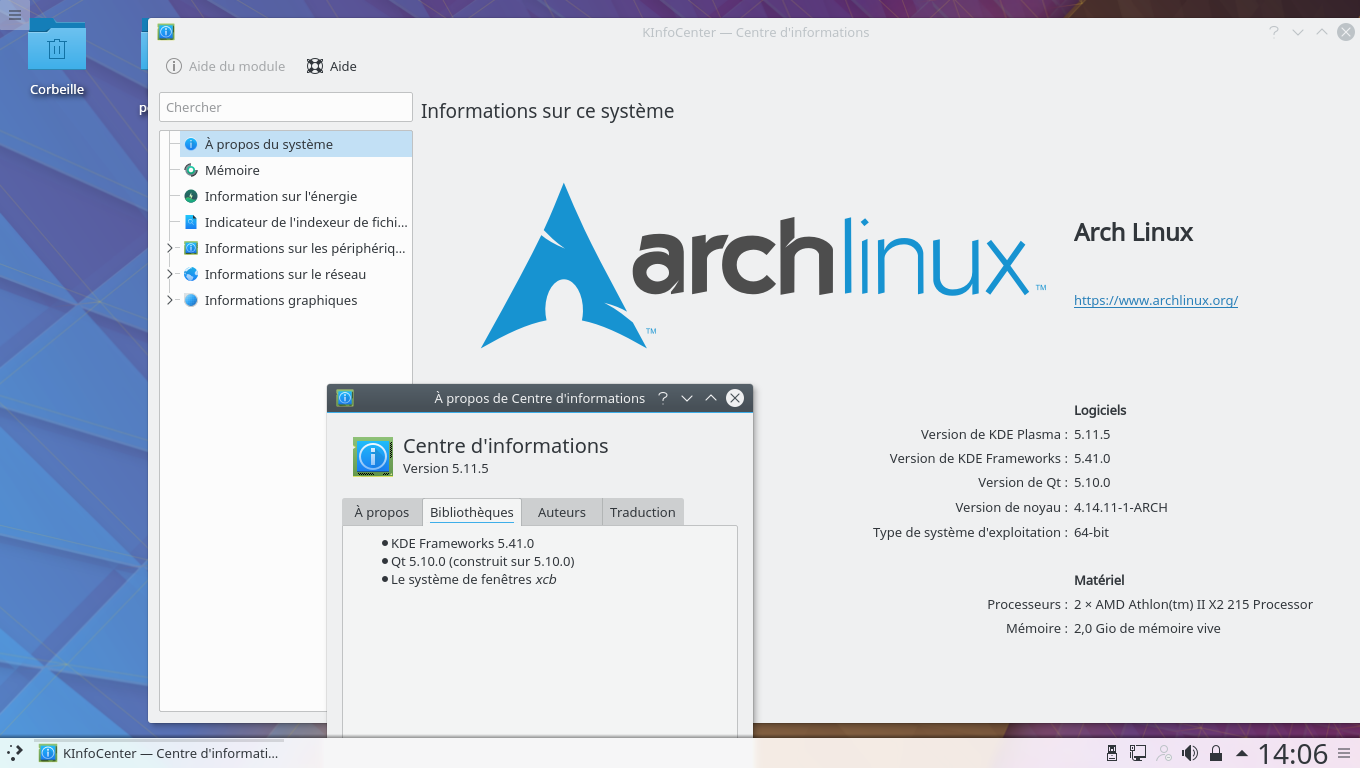 KInfoCenter — Centre d'informations
Corbeille
Aide du module
Aide
Chercher
Informations sur ce système
À propos du système
Mémoire
Information sur l'énergie
Indicateur de l'indexeur de fichi...
Informations sur les périphériq...
Informations sur le réseau
Informations graphiques
archlinux ™
™
Arch Linux
https://www.archlinux.org/
Logiciels
Version de KDE Plasma : 5.11.5
Version de KDE Frameworks : 5.41.0
Version de Qt : 5.10.0
Version de noyau : 4.14.11-1-ARCH
Type de système d'exploitation : 64-bit
Matériel
Processeurs : 2 × AMD Athlon(tm) II X2 215 Processor
Mémoire : 2,0 Gio de mémoire vive
À propos de Centre d'informations
Centre d'informations
Version 5.11.5
À propos
Bibliothèques
Auteurs
Traduction
KDE Frameworks 5.41.0
Qt 5.10.0 (construit sur 5.10.0)
Le système de fenêtres xcb
KInfoCenter — Centre d'informati...
14:06